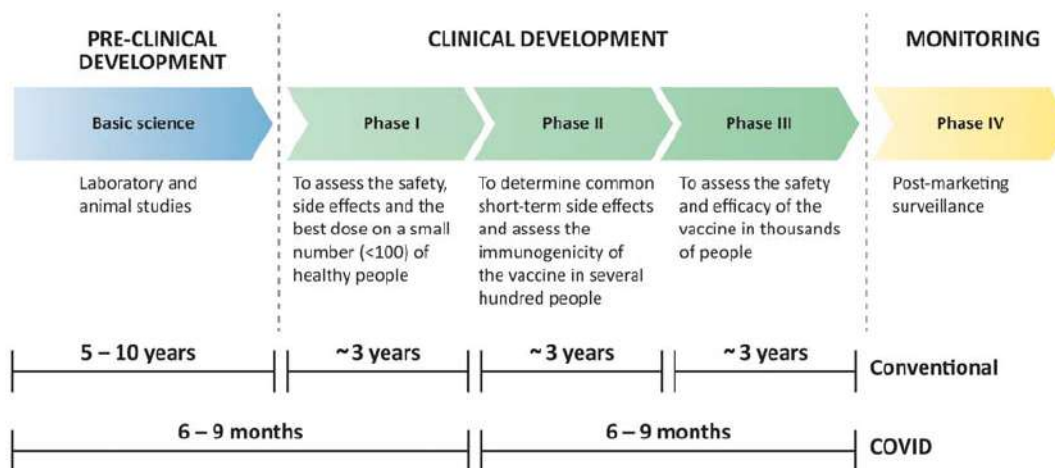 PRE-CLINICAL
DEVELOPMENT
CLINICAL DEVELOPMENT
MONITORING
Basic science
Phase I
Phase II
Phase III
Phase IV
Laboratory and
animal studies
To assess the safety,
side effects and the
best dose on a small
number (<100) of
healthy people
To determine common
short-term side effects
and assess the
immunogenicity of
the vaccine in several
hundred people
To assess the safety
and efficacy of the
vaccine in thousands
of people
Post-marketing
surveillance
5 – 10 years
~ 3 years
~ 3 years
~ 3 years
Conventional
6 – 9 months
6 – 9 months
COVID